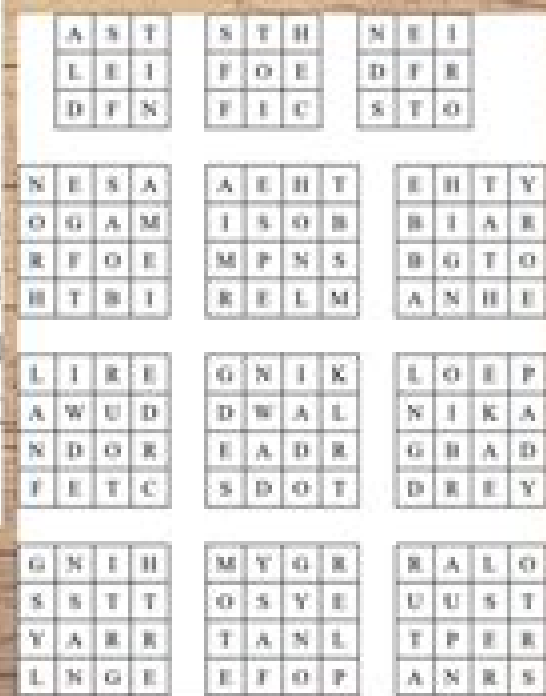 A S T S T H N E I
L E I F O E D F R
D F N F I C S T O
N E S A A E H T E H T Y
O G A M I S O B B I A R
R F O E M P N S B G T O
H T B I R E L M A N H E
L I R E G N I K L O E P
A W U D D W A L N I K A
N D O R E A D R G B A D
F E T C S D O T D R E Y
G N I H M Y G R R A L O
S S T T O S Y E U U S T
Y A R R T A N L T P E R
L N G E E F O P A N R S